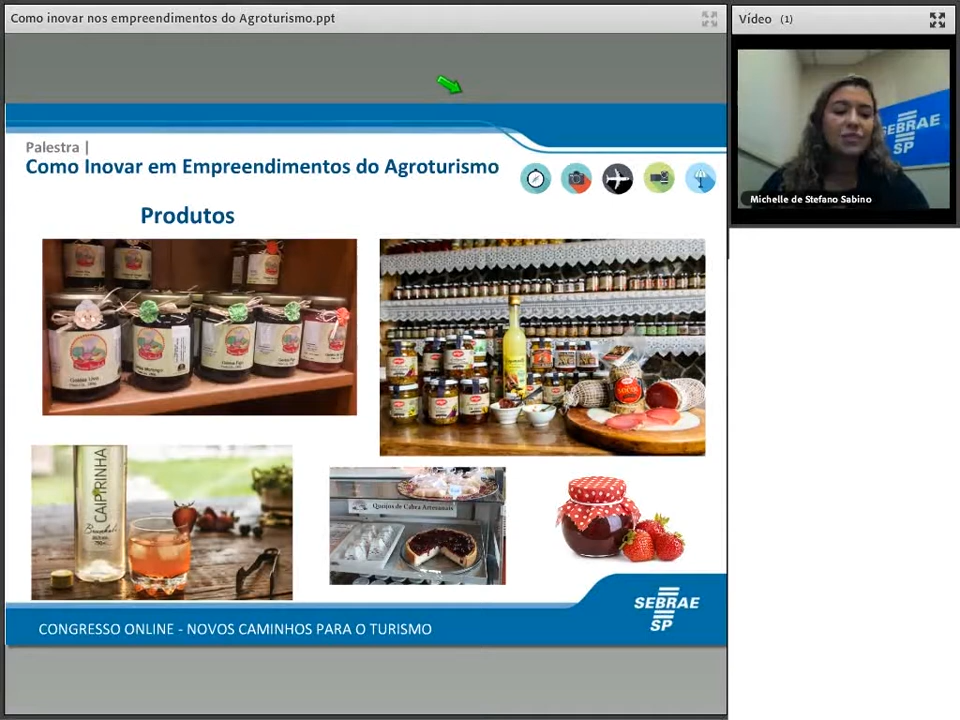 Como inovar nos empreendimentos do Agroturismo.ppt
Vídeo (1)
SEBRAE
SP
Michelle de Stefano Sabino
Palestra |
Como Inovar em Empreendimentos do Agroturismo
Produtos
CAIPIRINHA
Queijos de Cabra Artesanais
SEBRAE
SP
CONGRESSO ONLINE - NOVOS CAMINHOS PARA O TURISMO